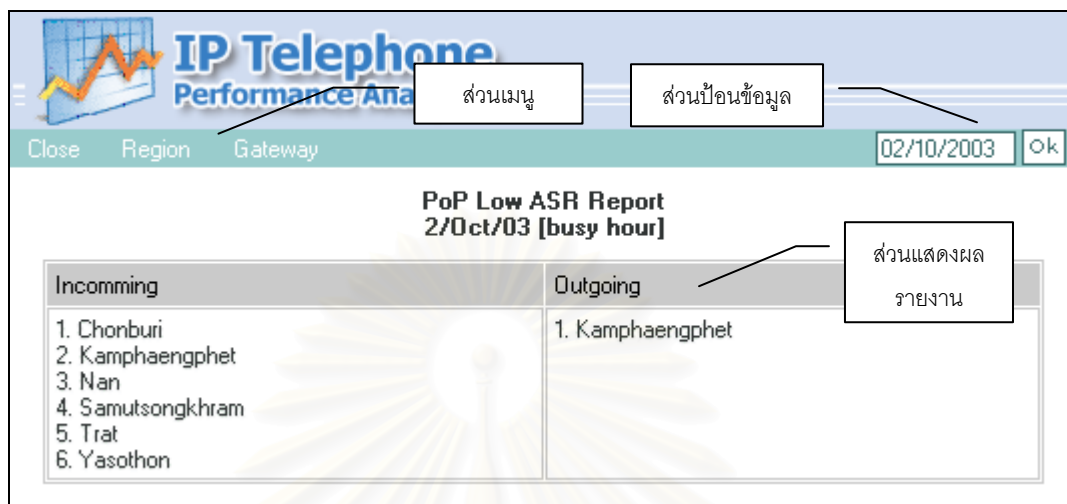 IP Telephone
Performance Ana
ส่วนเมนู
ส่วนป้อนข้อมูล
Close Region Gateway 02/10/2003 Ok
PoP Low ASR Report
2/Oct/03 [busy hour]
ส่วนแสดงผล
รายงาน
Incomming Outgoing
1. Chonburi
2. Kamphaengphet
3. Nan
4. Samutsongkhram
5. Trat
6. Yasothon
1. Kamphaengphet